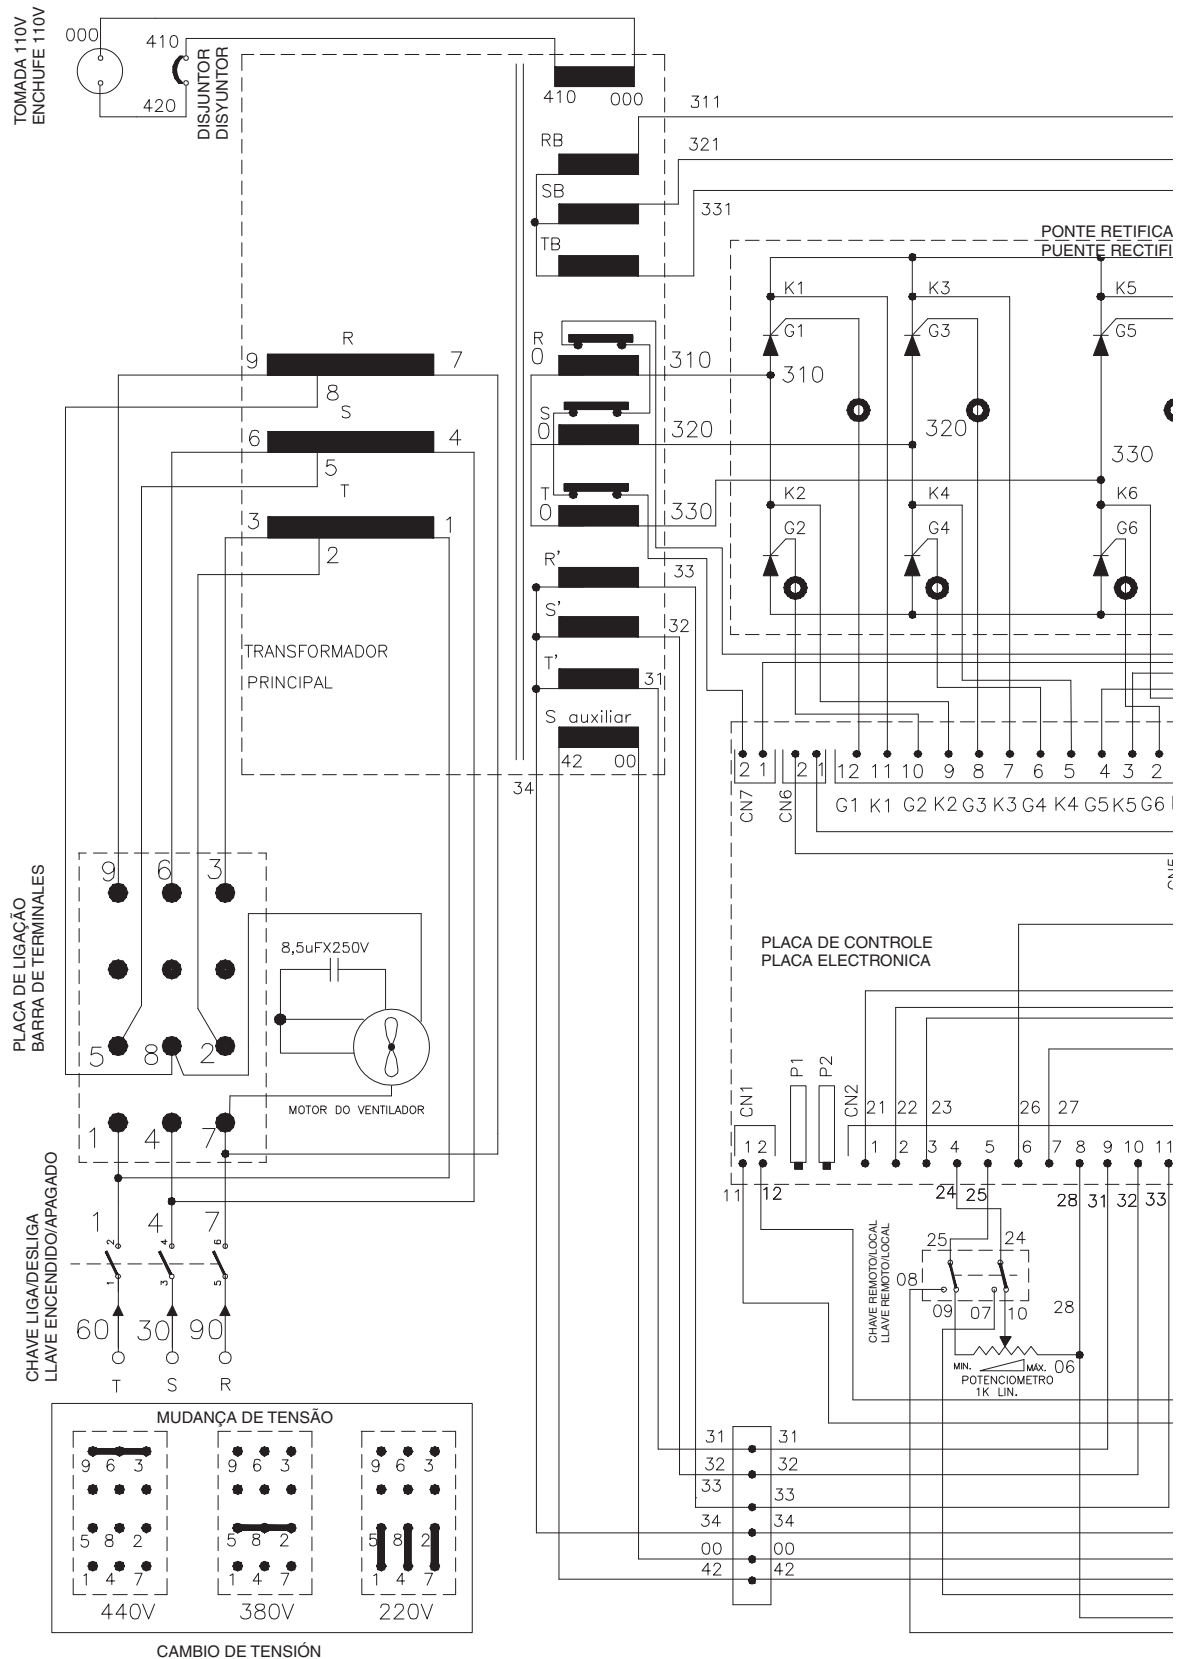 TOMADA 110V
ENCHUFE 110V
000
410
420
DISJUNTOR
DISYUNTOR
410
000
311
RB
321
SB
331
TB
PONTE RETIFICA
PUENTE RECTIFI
K1
K3
K5
G1
G3
G5
R
9
7
8
R
0
310
310
S
6
4
5
S
0
320
320
T
3
1
2
T
0
330
330
K2
K4
K6
G2
G4
G6
R'
33
S'
32
T'
31
TRANSFORMADOR
PRINCIPAL
S auxiliar
42
00
34
CN7
2 1
CN6
2 1
12 11 10 9 8 7 6 5 4 3 2
G1 K1 G2 K2 G3 K3 G4 K4 G5 K5 G6
CN5
PLACA DE LIGAÇÃO
BARRA DE TERMINALES
9 6 3
5 8 2
1 4 7
8,5uFX250V
MOTOR DO VENTILADOR
PLACA DE CONTROLE
PLACA ELECTRONICA
CN1
P1
P2
CN2
21 22 23 26 27
1 2
1 2 3 4 5 6 7 8 9 10 11
11 12
24 25 28 31 32 33
CHAVE LIGA/DESLIGA
LLAVE ENCENDIDO/APAGADO
1 4 7
2 4 6
1 3 5
60 30 90
T S R
CHAVE REMOTO/LOCAL
LLAVE REMOTO/LOCAL
25 24
08
09 07 10
28
MIN.
MÁX.
06
POTENCIOMETRO
1K LIN.
MUDANÇA DE TENSÃO
9 6 3
5 8 2
1 4 7
440V
9 6 3
5 8 2
1 4 7
380V
9 6 3
5 8 2
1 4 7
220V
CAMBIO DE TENSIÓN
31 31
32 32
33 33
34 34
00 00
42 42